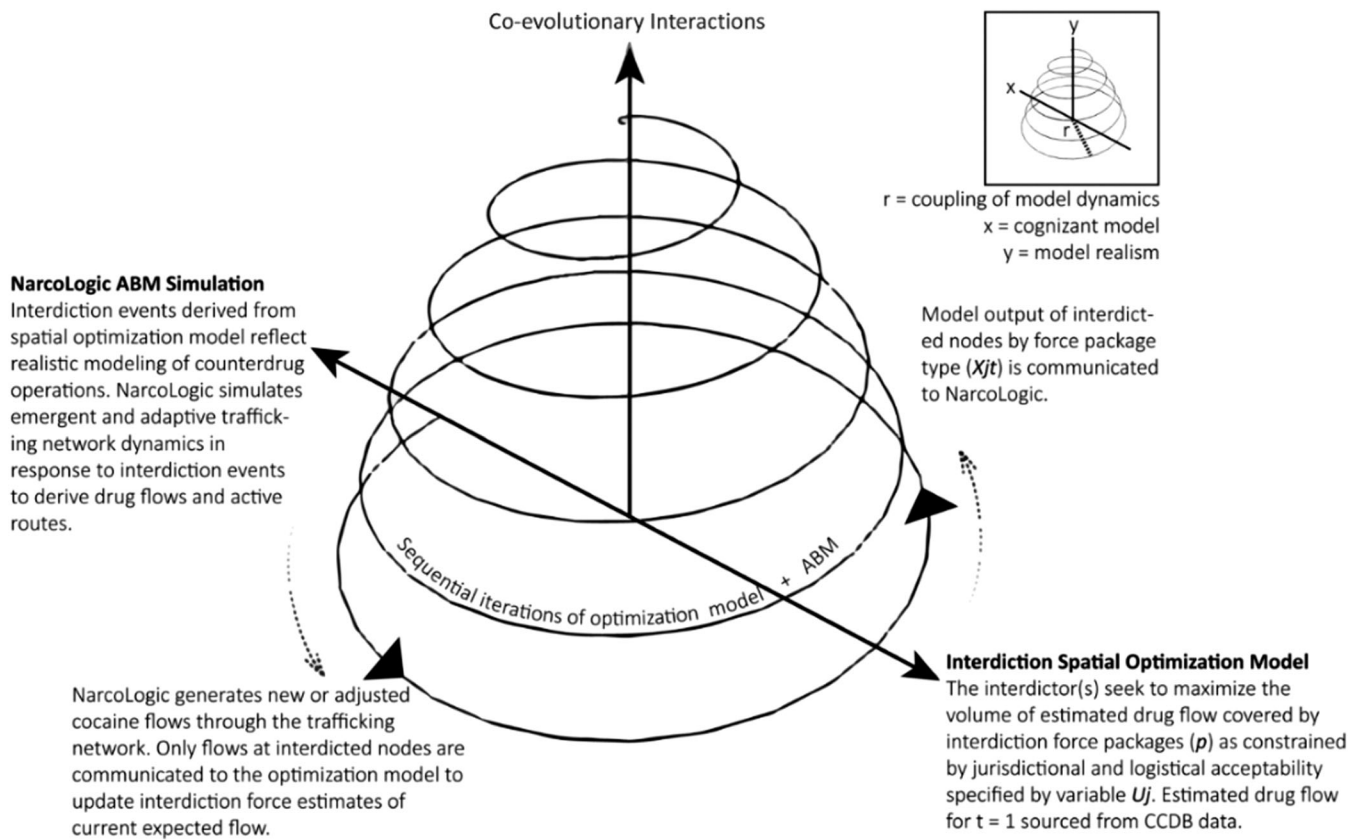 Co-evolutionary Interactions
y
x
r
r = coupling of model dynamics
x = cognizant model
y = model realism
NarcoLogic ABM Simulation
Interdiction events derived from
spatial optimization model reflect
realistic modeling of counterdrug
operations. NarcoLogic simulates
emergent and adaptive traffick-
ing network dynamics in
response to interdiction events
to derive drug flows and active
routes.
Model output of interdict-
ed nodes by force package
type (Xjt) is communicated
to NarcoLogic.
Sequential iterations of optimization model + ABM
NarcoLogic generates new or adjusted
cocaine flows through the trafficking
network. Only flows at interdicted nodes are
communicated to the optimization model to
update interdiction force estimates of
current expected flow.
Interdiction Spatial Optimization Model
The interdictor(s) seek to maximize the
volume of estimated drug flow covered by
interdiction force packages (p) as constrained
by jurisdictional and logistical acceptability
specified by variable Uj. Estimated drug flow
for t = 1 sourced from CCDB data.